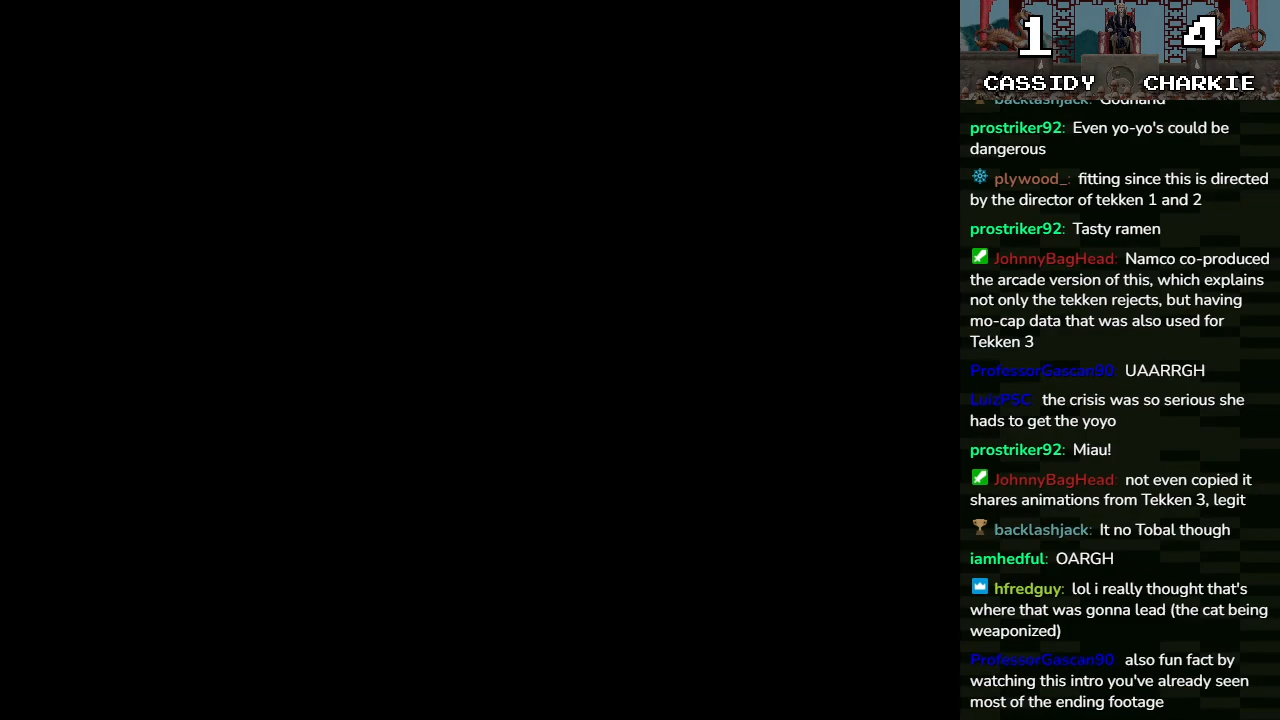 1 4
CASSIDY CHARKIE
backlashjack: Godhand
prostriker92: Even yo-yo's could be
dangerous
plywood_: fitting since this is directed
by the director of tekken 1 and 2
prostriker92: Tasty ramen
JohnnyBagHead: Namco co-produced
the arcade version of this, which explains
not only the tekken rejects, but having
mo-cap data that was also used for
Tekken 3
ProfessorGascan90: UAARRGH
LuizPSC: the crisis was so serious she
hads to get the yoyo
prostriker92: Miau!
JohnnyBagHead: not even copied it
shares animations from Tekken 3, legit
backlashjack: It no Tobal though
iamhedful: OARGH
hfredguy: lol i really thought that's
where that was gonna lead (the cat being
weaponized)
ProfessorGascan90: also fun fact by
watching this intro you've already seen
most of the ending footage